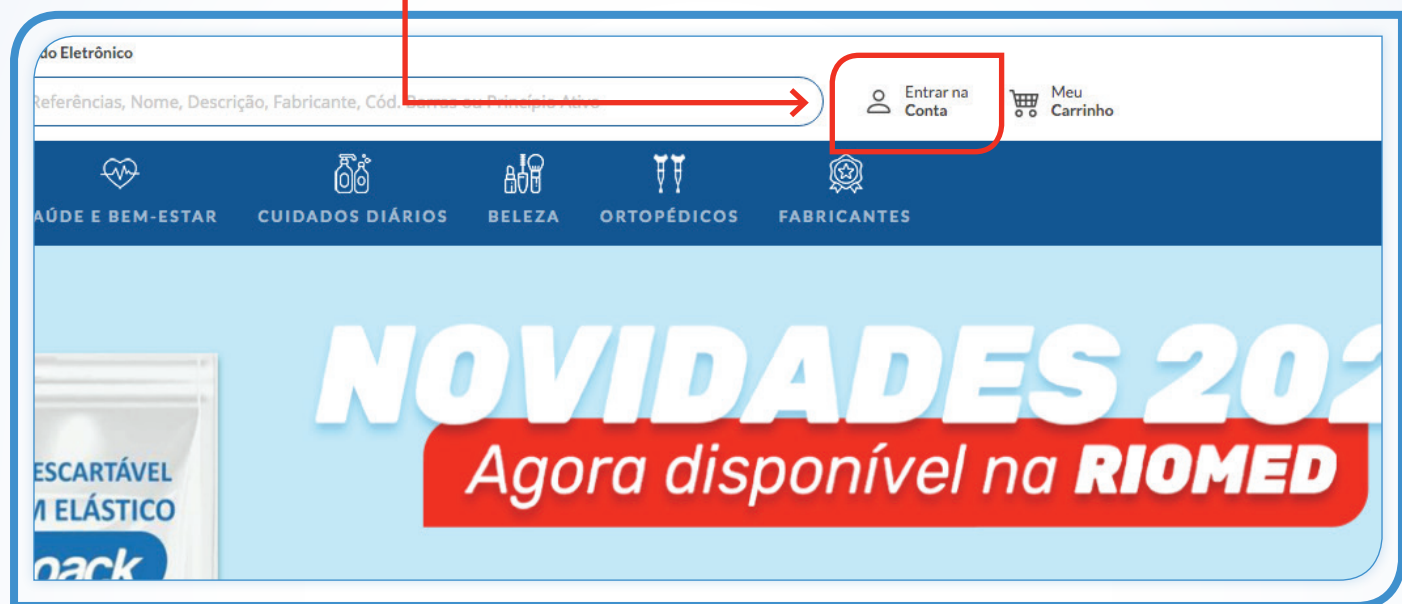 do Eletrônico
Referências, Nome, Descrição, Fabricante, Cód. Barras ou Princípio Ativo
Entrar na
Conta
Meu
Carrinho
AÚDE E BEM-ESTAR
CUIDADOS DIÁRIOS
BELEZA
ORTOPÉDICOS
FABRICANTES
NOVIDADES 202
Agora disponível na RIOMED
ESCARTÁVEL
M ELÁSTICO
pack